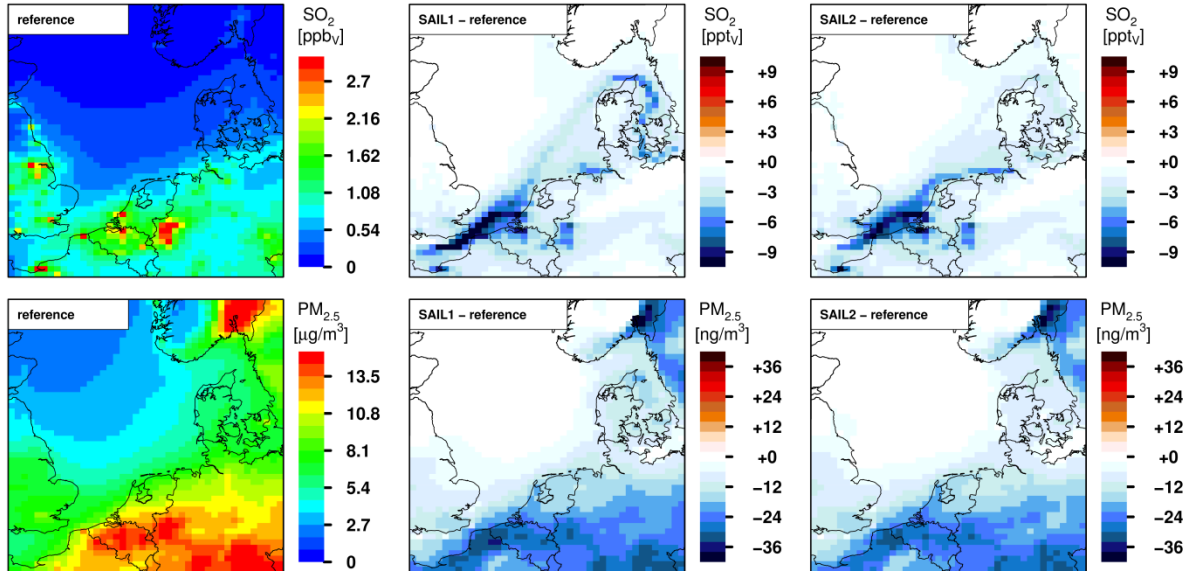 reference
SO₂
[ppbᵥ]
2.7
2.16
1.62
1.08
0.54
0
SAIL1 − reference
SO₂
[pptᵥ]
+9
+6
+3
+0
−3
−6
−9
SAIL2 − reference
SO₂
[pptᵥ]
+9
+6
+3
+0
−3
−6
−9
reference
PM₂.₅
[µg/m³]
13.5
10.8
8.1
5.4
2.7
0
SAIL1 − reference
PM₂.₅
[ng/m³]
+36
+24
+12
+0
−12
−24
−36
SAIL2 − reference
PM₂.₅
[ng/m³]
+36
+24
+12
+0
−12
−24
−36